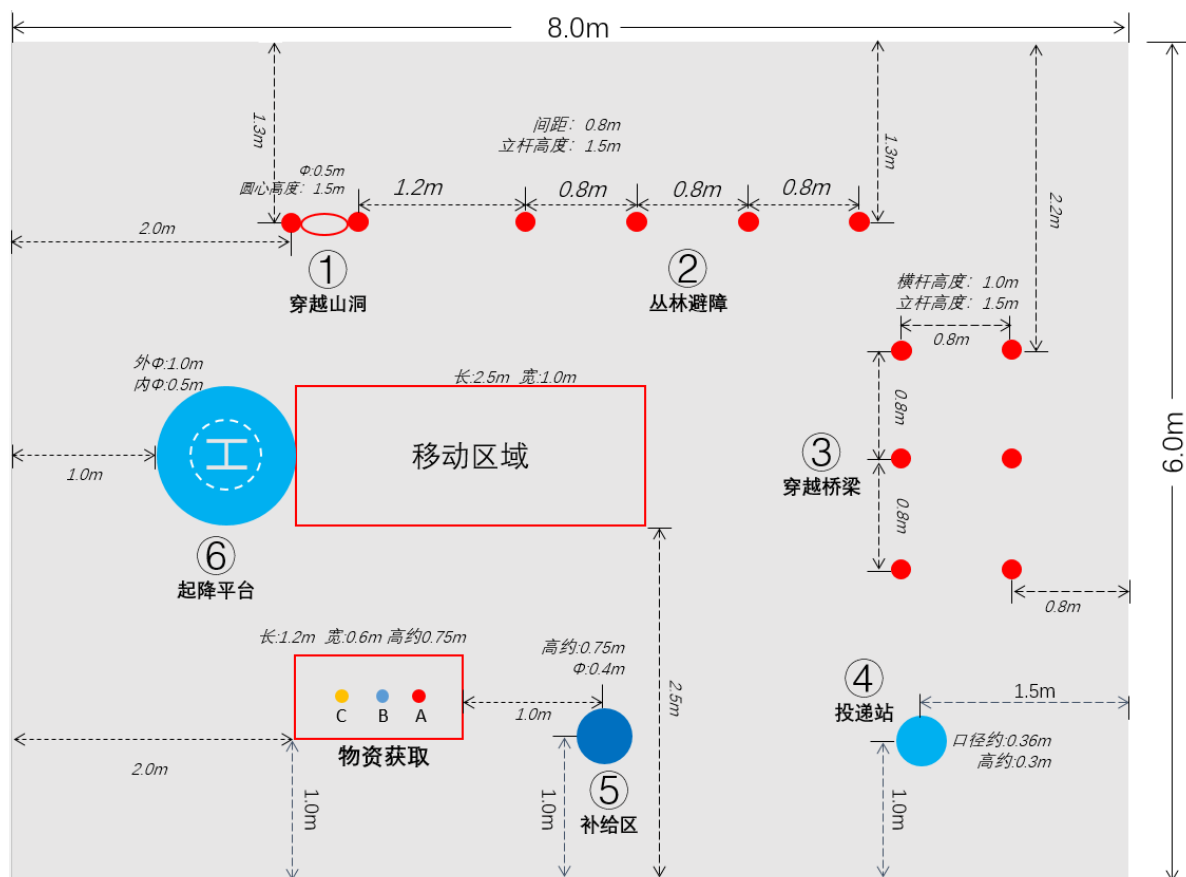 8.0m
1.3m
间距：0.8m
立杆高度：1.5m
1.3m
Φ:0.5m
圆心高度：1.5m
1.2m
0.8m
0.8m
0.8m
2.2m
6.0m
2.0m
①
穿越山洞
②
丛林避障
横杆高度：1.0m
立杆高度：1.5m
0.8m
外Φ:1.0m
内Φ:0.5m
长:2.5m 宽:1.0m
0.8m
工
移动区域
③
穿越桥梁
1.0m
0.8m
⑥
起降平台
0.8m
长:1.2m 宽:0.6m 高约0.75m
高约:0.75m
Φ:0.4m
2.5m
④
投递站
1.5m
C
B
A
1.0m
物资获取
口径约:0.36m
高约:0.3m
2.0m
1.0m
1.0m
⑤
补给区
1.0m